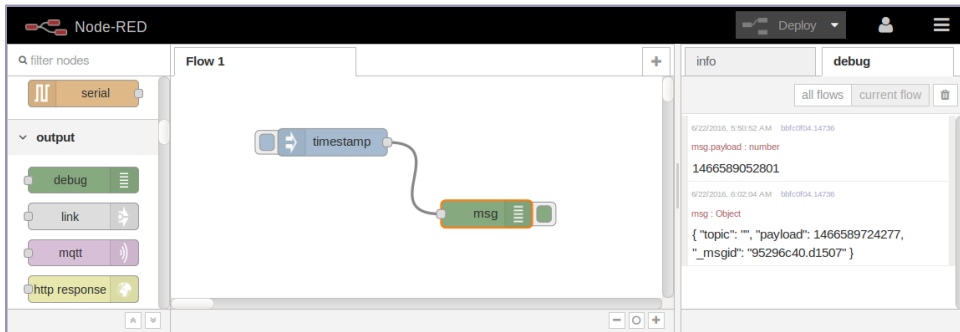 Node-RED
Deploy
filter nodes
Flow 1
info
debug
serial
all flows
current flow
output
timestamp
6/22/2016, 5:50:52 AM bbfc0f04.14736
msg.payload : number
1466589052801
debug
6/22/2016, 6:02:04 AM bbfc0f04.14736
link
msg
msg : Object
{ "topic": "", "payload": 1466589724277,
"_msgid": "95296c40.d1507" }
mqtt
http response